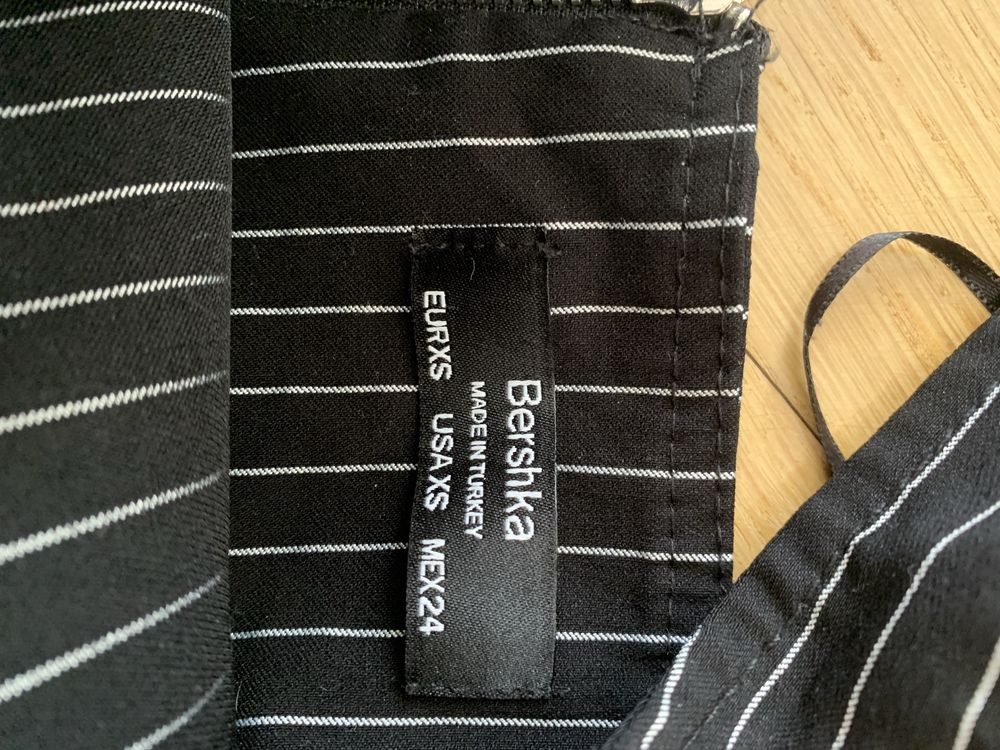 Bershka
MADE IN TURKEY
EUR XS USA XS MEX 24